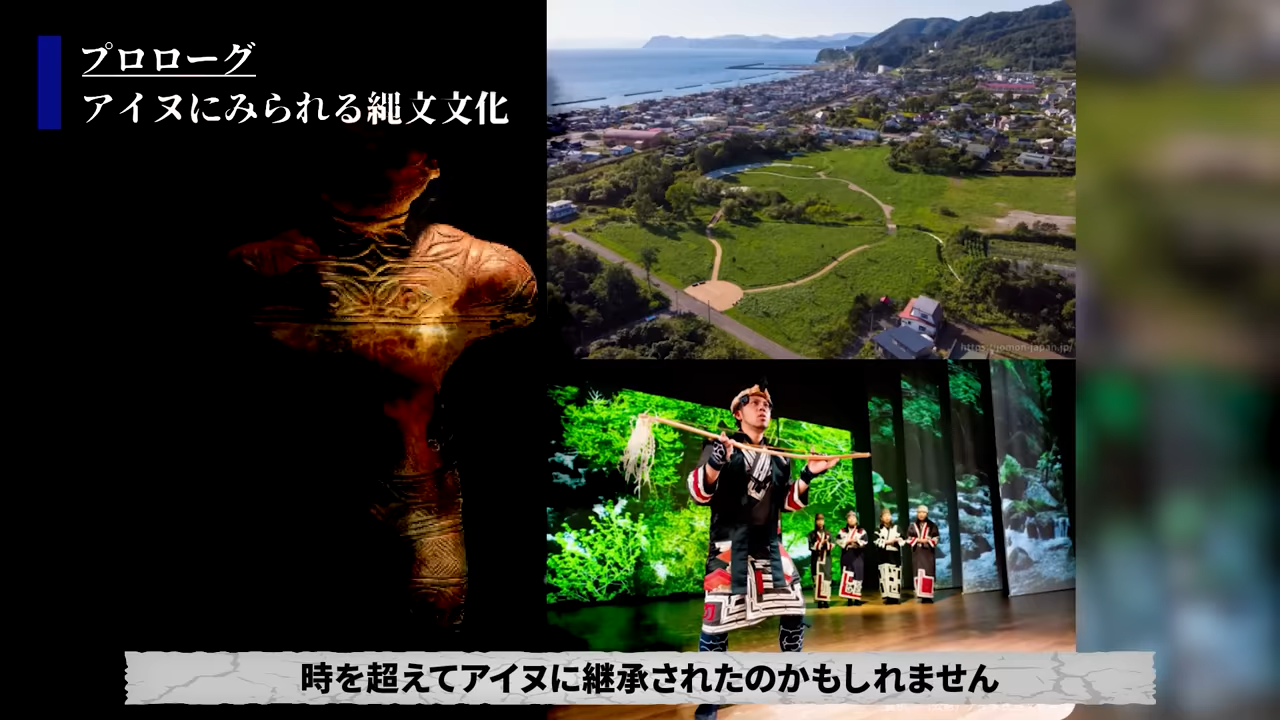 プロローグ
アイヌにみられる縄文文化
https://jomon-japan.jp/
時を超えてアイヌに継承されたのかもしれません